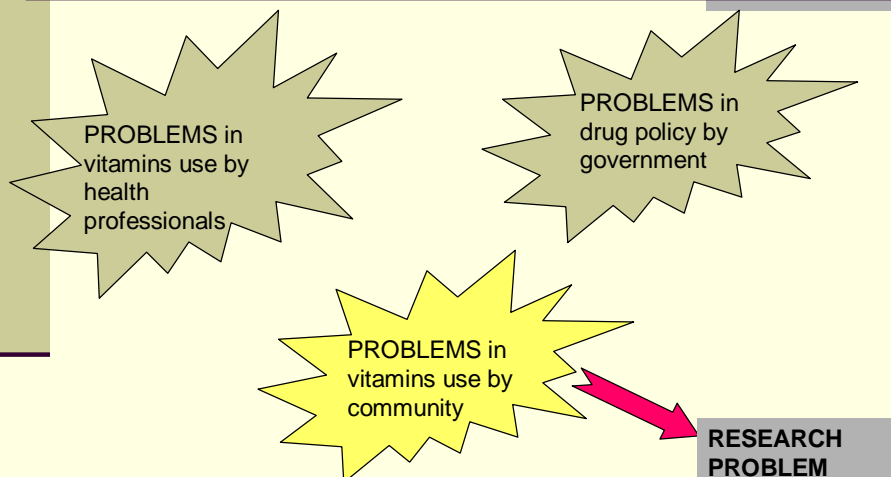 PROBLEMS in
vitamins use by
health
professionals
PROBLEMS in
drug policy by
government
PROBLEMS in
vitamins use by
community
RESEARCH
PROBLEM